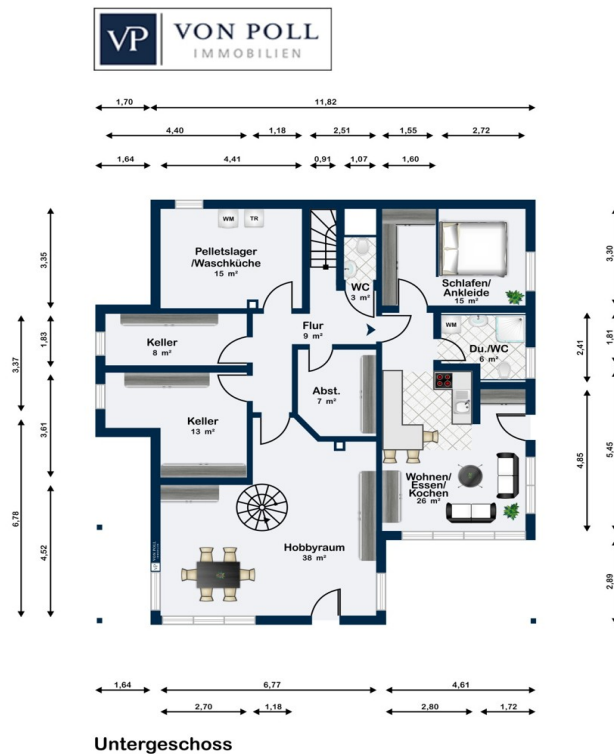 VP VON POLL
IMMOBILIEN
1,70 11,82
4,40 1,18 2,51 1,55 2,72
1,64 4,41 0,91 1,07 1,60
3,35
1,83
3,37
3,61
6,78
4,52
3,30
1,81
2,41
5,45
4,85
2,89
WM TR
Pelletslager
/Waschküche
15 m²
WC
3 m²
Schlafen/
Ankleide
15 m²
Flur
9 m²
Keller
8 m²
WM
Du./WC
6 m²
Abst.
7 m²
Keller
13 m²
Wohnen/
Essen/
Kochen
26 m²
Hobbyraum
38 m²
VON POLL
1,64 6,77 4,61
2,70 1,18 2,80 1,72
Untergeschoss